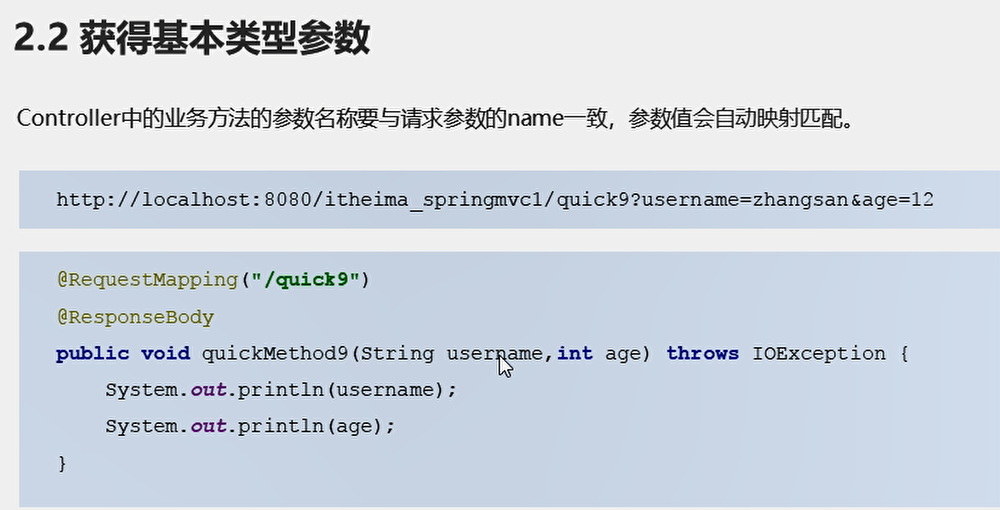 2.2 获得基本类型参数
Controller中的业务方法的参数名称要与请求参数的name一致，参数值会自动映射匹配。
http://localhost:8080/itheima_springmvc1/quick9?username=zhangsan&age=12
@RequestMapping("/quick9")
@ResponseBody
public void quickMethod9(String username,int age) throws IOException {
    System.out.println(username);
    System.out.println(age);
}